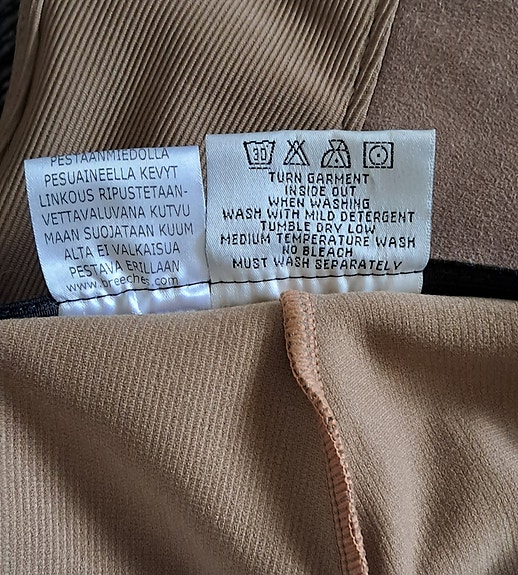 PESTÄÄNMIEDOLLA
PESUAINEELLA KEVYT
LINKOUS RIPUSTETAAN-
VETTAVALUVANA KUTVU
MAAN SUOJATAAN KUUM
ALTA EI VALKAISUA
PESTAVA ERILLAAN
www.breeches.com
30
TURN GARMENT
INSIDE OUT
WHEN WASHING
WASH WITH MILD DETERGENT
TUMBLE DRY LOW
MEDIUM TEMPERATURE WASH
NO BLEACH
MUST WASH SEPARATELY